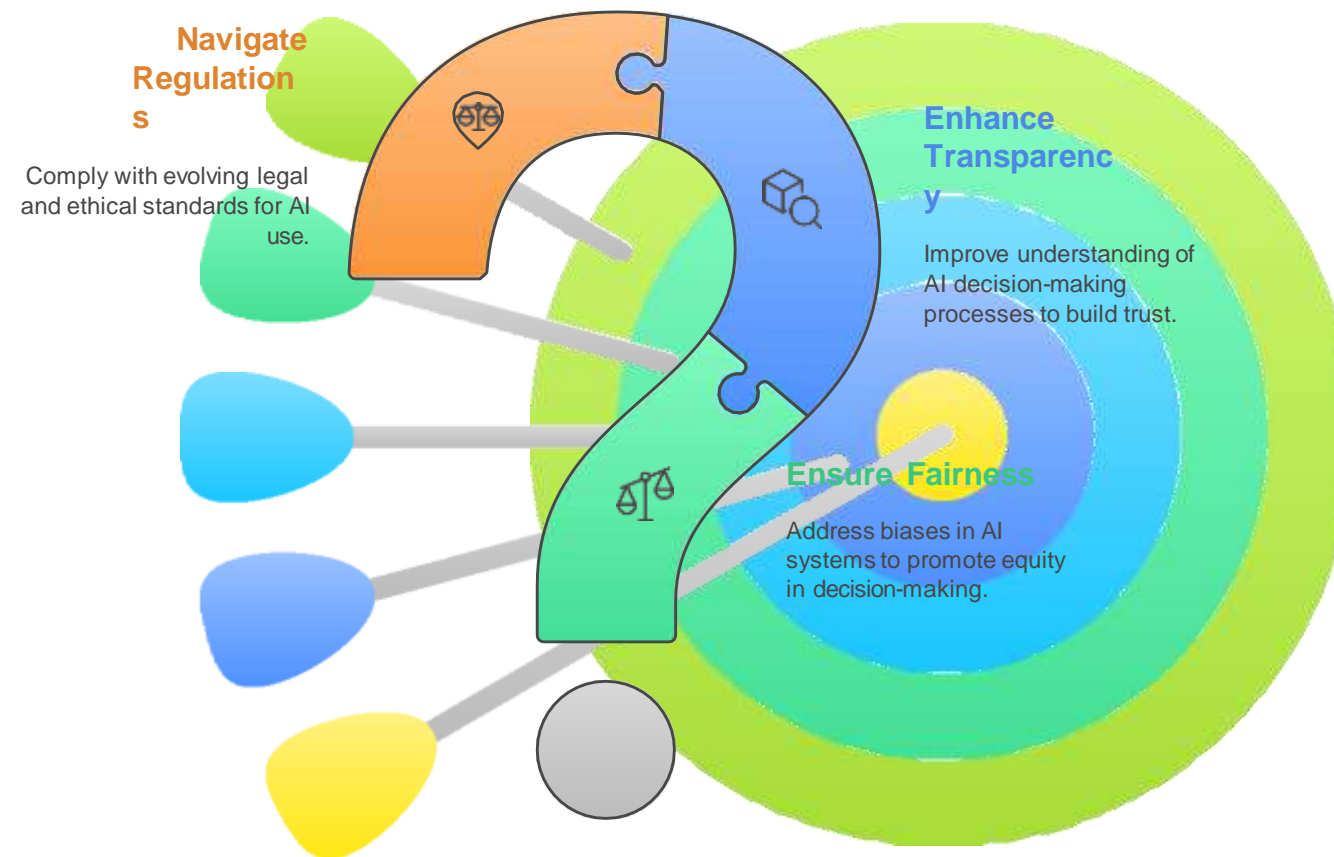 Navigate
Regulation
s
Comply with evolving legal
and ethical standards for AI
use.
Enhance
Transparenc
y
Improve understanding of
AI decision-making
processes to build trust.
Ensure Fairness
Address biases in AI
systems to promote equity
in decision-making.